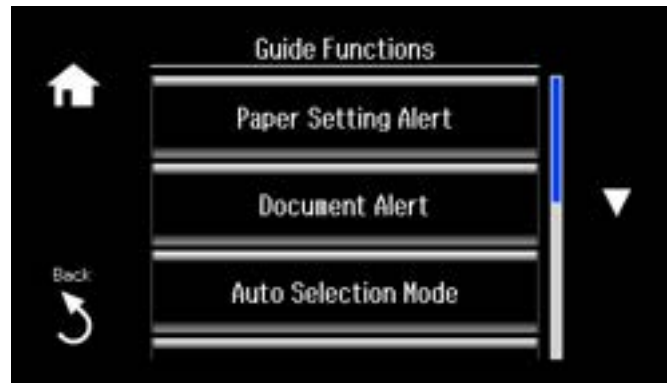 Guide Functions
Paper Setting Alert
Document Alert
Auto Selection Mode
Back